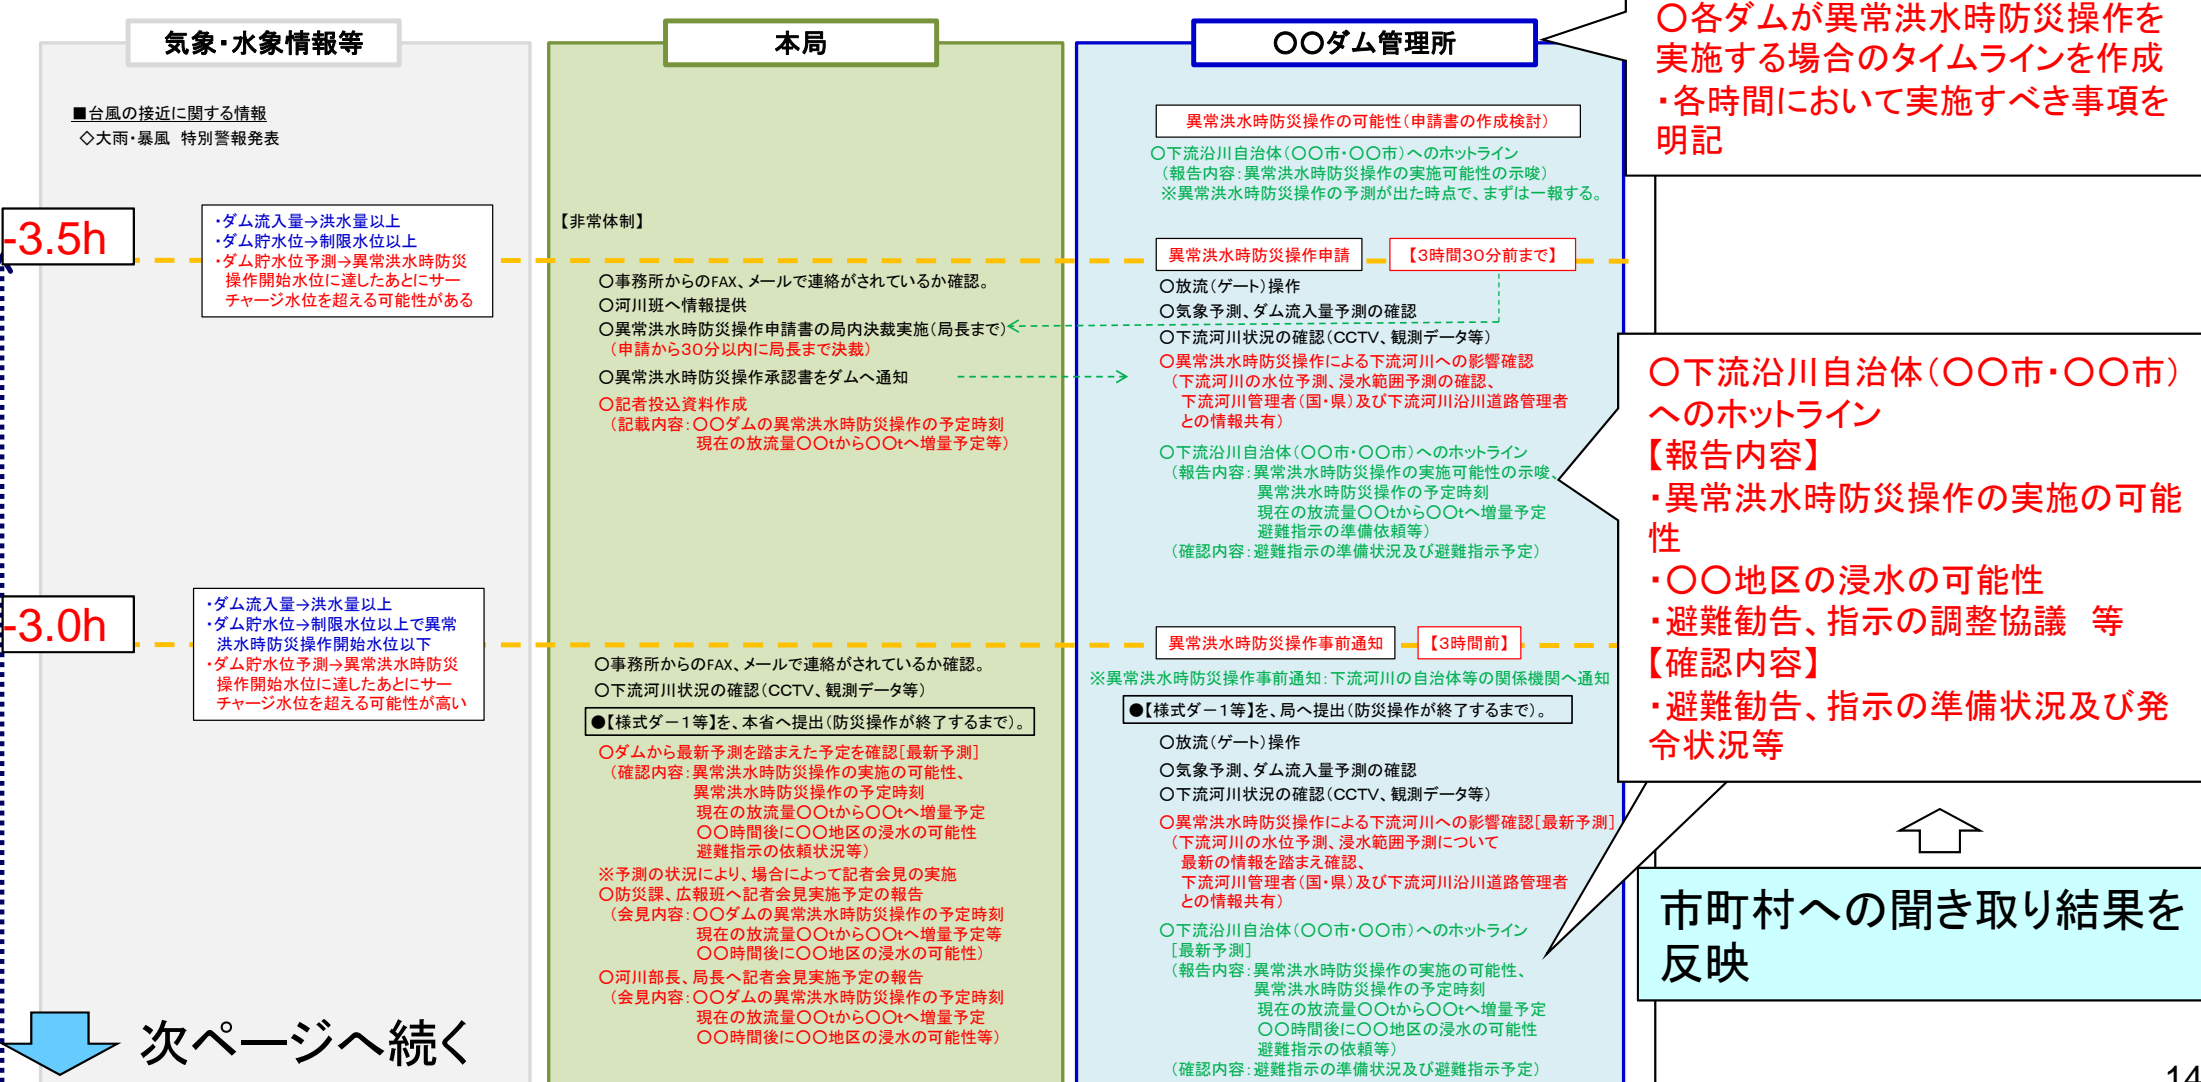 気象・水象情報等
■台風の接近に関する情報
◇大雨・暴風 特別警報発表
-3.5h
・ダム流入量→洪水量以上
・ダム貯水位→制限水位以上
・ダム貯水位予測→異常洪水時防災
操作開始水位に達したあとにサー
チャージ水位を超える可能性がある
-3.0h
・ダム流入量→洪水量以上
・ダム貯水位→制限水位以上で異常
洪水時防災操作開始水位以下
・ダム貯水位予測→異常洪水時防災
操作開始水位に達したあとにサー
チャージ水位を超える可能性が高い
次ページへ続く
本局
【非常体制】
〇事務所からのFAX、メールで連絡がされているか確認。
〇河川班へ情報提供
〇異常洪水時防災操作申請書の局内決裁実施(局長まで)
(申請から30分以内に局長まで決裁)
〇異常洪水時防災操作承認書をダムへ通知
〇記者投込資料作成
(記載内容:〇〇ダムの異常洪水時防災操作の予定時刻
現在の放流量〇〇tから〇〇tへ増量予定等)
〇事務所からのFAX、メールで連絡がされているか確認。
〇下流河川状況の確認(CCTV、観測データ等)
●【様式ダー1等】を、本省へ提出(防災操作が終了するまで)。
〇ダムから最新予測を踏まえた予定を確認[最新予測]
(確認内容:異常洪水時防災操作の実施の可能性、
異常洪水時防災操作の予定時刻
現在の放流量〇〇tから〇〇tへ増量予定
〇〇時間後に〇〇地区の浸水の可能性
避難指示の依頼状況等)
※予測の状況により、場合によって記者会見の実施
〇防災課、広報班へ記者会見実施予定の報告
(会見内容:〇〇ダムの異常洪水時防災操作の予定時刻
現在の放流量〇〇tから〇〇tへ増量予定等
〇〇時間後に〇〇地区の浸水の可能性)
〇河川部長、局長へ記者会見実施予定の報告
(会見内容:〇〇ダムの異常洪水時防災操作の予定時刻
現在の放流量〇〇tから〇〇tへ増量予定
〇〇時間後に〇〇地区の浸水の可能性等)
〇〇ダム管理所
異常洪水時防災操作の可能性(申請書の作成検討)
〇下流沿川自治体(〇〇市・〇〇市)へのホットライン
(報告内容:異常洪水時防災操作の実施可能性の示唆)
※異常洪水時防災操作の予測が出た時点で、まずは一報する。
異常洪水時防災操作申請
【3時間30分前まで】
〇放流(ゲート)操作
〇気象予測、ダム流入量予測の確認
〇下流河川状況の確認(CCTV、観測データ等)
〇異常洪水時防災操作による下流河川への影響確認
(下流河川の水位予測、浸水範囲予測の確認、
下流河川管理者(国・県)及び下流河川沿川道路管理者
との情報共有)
〇下流沿川自治体(〇〇市・〇〇市)へのホットライン
(報告内容:異常洪水時防災操作の実施可能性の示唆、
異常洪水時防災操作の予定時刻
現在の放流量〇〇tから〇〇tへ増量予定
避難指示の準備依頼等)
(確認内容:避難指示の準備状況及び避難指示予定)
異常洪水時防災操作事前通知
【3時間前】
※異常洪水時防災操作事前通知:下流河川の自治体等の関係機関へ通知
●【様式ダー1等】を、局へ提出(防災操作が終了するまで)。
〇放流(ゲート)操作
〇気象予測、ダム流入量予測の確認
〇下流河川状況の確認(CCTV、観測データ等)
〇異常洪水時防災操作による下流河川への影響確認[最新予測]
(下流河川の水位予測、浸水範囲予測について
最新の情報を踏まえ確認、
下流河川管理者(国・県)及び下流河川沿川道路管理者
との情報共有)
〇下流沿川自治体(〇〇市・〇〇市)へのホットライン
[最新予測]
(報告内容:異常洪水時防災操作の実施の可能性、
異常洪水時防災操作の予定時刻
現在の放流量〇〇tから〇〇tへ増量予定
〇〇時間後に〇〇地区の浸水の可能性
避難指示の依頼等)
(確認内容:避難指示の準備状況及び避難指示予定)
〇各ダムが異常洪水時防災操作を
実施する場合のタイムラインを作成
・各時間において実施すべき事項を
明記
〇下流沿川自治体(〇〇市・〇〇市)
へのホットライン
【報告内容】
・異常洪水時防災操作の実施の可能
性
・〇〇地区の浸水の可能性
・避難勧告、指示の調整協議 等
【確認内容】
・避難勧告、指示の準備状況及び発
令状況等
市町村への聞き取り結果を
反映
14